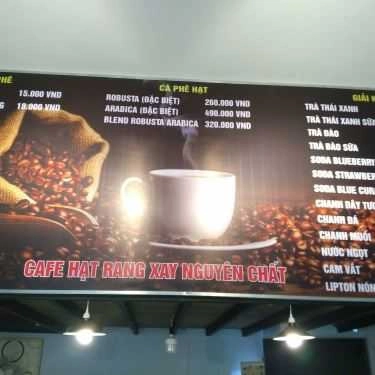 PHÊ
15.000 VND
18.000 VND
CÀ PHÊ HẠT
ROBUSTA (ĐẶC BIỆT) 260.000 VND
ARABICA (ĐẶC BIỆT) 490.000 VND
BLEND ROBUSTA ARABICA 320.000 VND
GIẢI
TRÀ THÁI XANH
TRÀ THÁI XANH SỮA
TRÀ ĐÀO
TRÀ ĐÀO SỮA
SODA BLUEBERRY
SODA STRAWBER
SODA BLUE CURA
CHANH DÂY TƯƠ
CHANH ĐÁ
CHANH MUỐI
NƯỚC NGỌT
CAM VẮT
LIPTON NÓN
CAFE HẠT RANG XAY NGUYÊN CHẤT